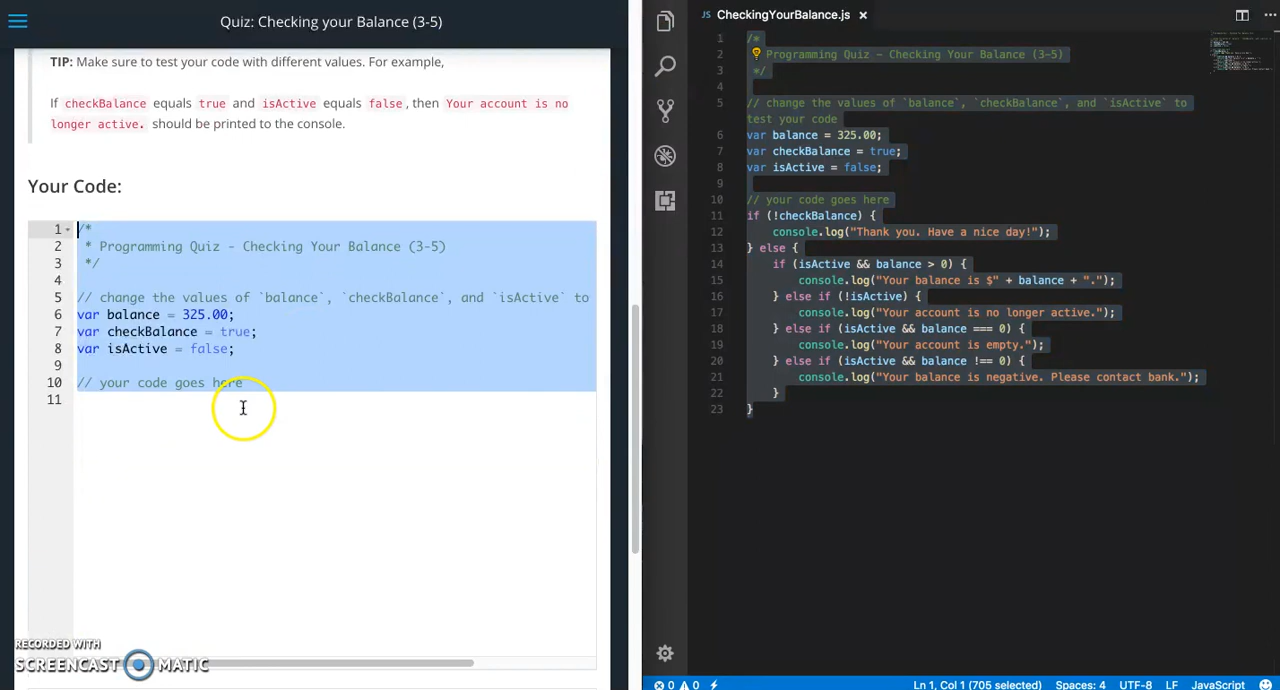 Quiz: Checking your Balance (3-5)
TIP: Make sure to test your code with different values. For example,
If checkBalance equals true and isActive equals false, then Your account is no
longer active. should be printed to the console.
Your Code:
1 /*
2  * Programming Quiz - Checking Your Balance (3-5)
3  */
4
5 // change the values of `balance`, `checkBalance`, and `isActive` to
6 var balance = 325.00;
7 var checkBalance = true;
8 var isActive = false;
9
10 // your code goes here
11
RECORDED WITH
SCREENCAST MATIC
JS CheckingYourBalance.js ×
1 /*
2 Programming Quiz - Checking Your Balance (3-5)
3  */
4
5 // change the values of `balance`, `checkBalance`, and `isActive` to
test your code
6 var balance = 325.00;
7 var checkBalance = true;
8 var isActive = false;
9
10 // your code goes here
11 if (!checkBalance) {
12     console.log("Thank you. Have a nice day!");
13 } else {
14     if (isActive && balance > 0) {
15         console.log("Your balance is $" + balance + ".");
16     } else if (!isActive) {
17         console.log("Your account is no longer active.");
18     } else if (isActive && balance === 0) {
19         console.log("Your account is empty.");
20     } else if (isActive && balance !== 0) {
21         console.log("Your balance is negative. Please contact bank.");
22     }
23 }
0 0 Ln 1, Col 1 (705 selected) Spaces: 4 UTF-8 LF JavaScript